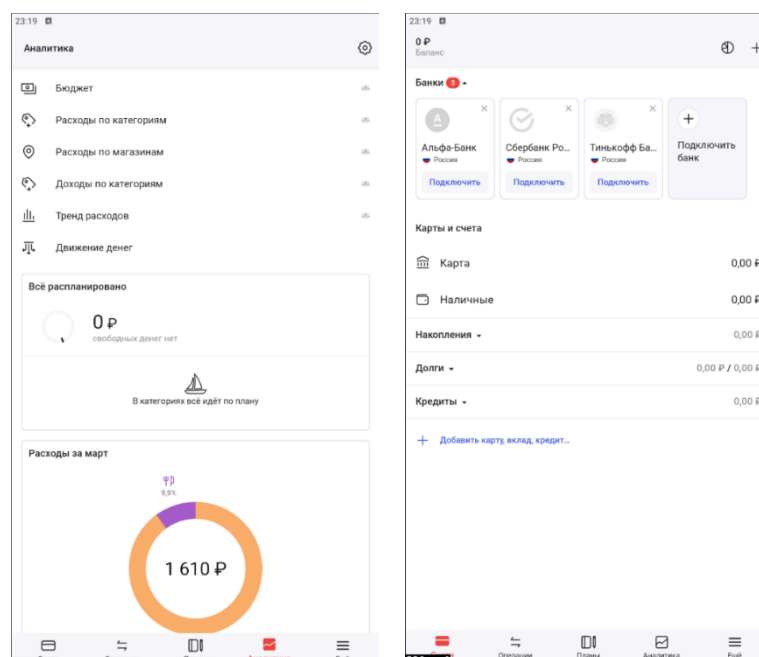 23:19
Аналитика
Бюджет
Расходы по категориям
Расходы по магазинам
Доходы по категориям
Тренд расходов
Движение денег
Всё распланировано
0 ₽
свободных денег нет
В категориях всё идёт по плану
Расходы за март
9,9%
1 610 ₽
23:19
0 ₽
Баланс
Банки 3
Альфа-Банк
Россия
Подключить
Сбербанк Ро...
Россия
Подключить
Тинькофф Ба...
Россия
Подключить
Подключить
банк
Карты и счета
Карта 0,00 ₽
Наличные 0,00 ₽
Накопления 0,00 ₽
Долги 0,00 ₽ / 0,00 ₽
Кредиты 0,00 ₽
Добавить карту, вклад, кредит...
Операции Планы Аналитика Ещё